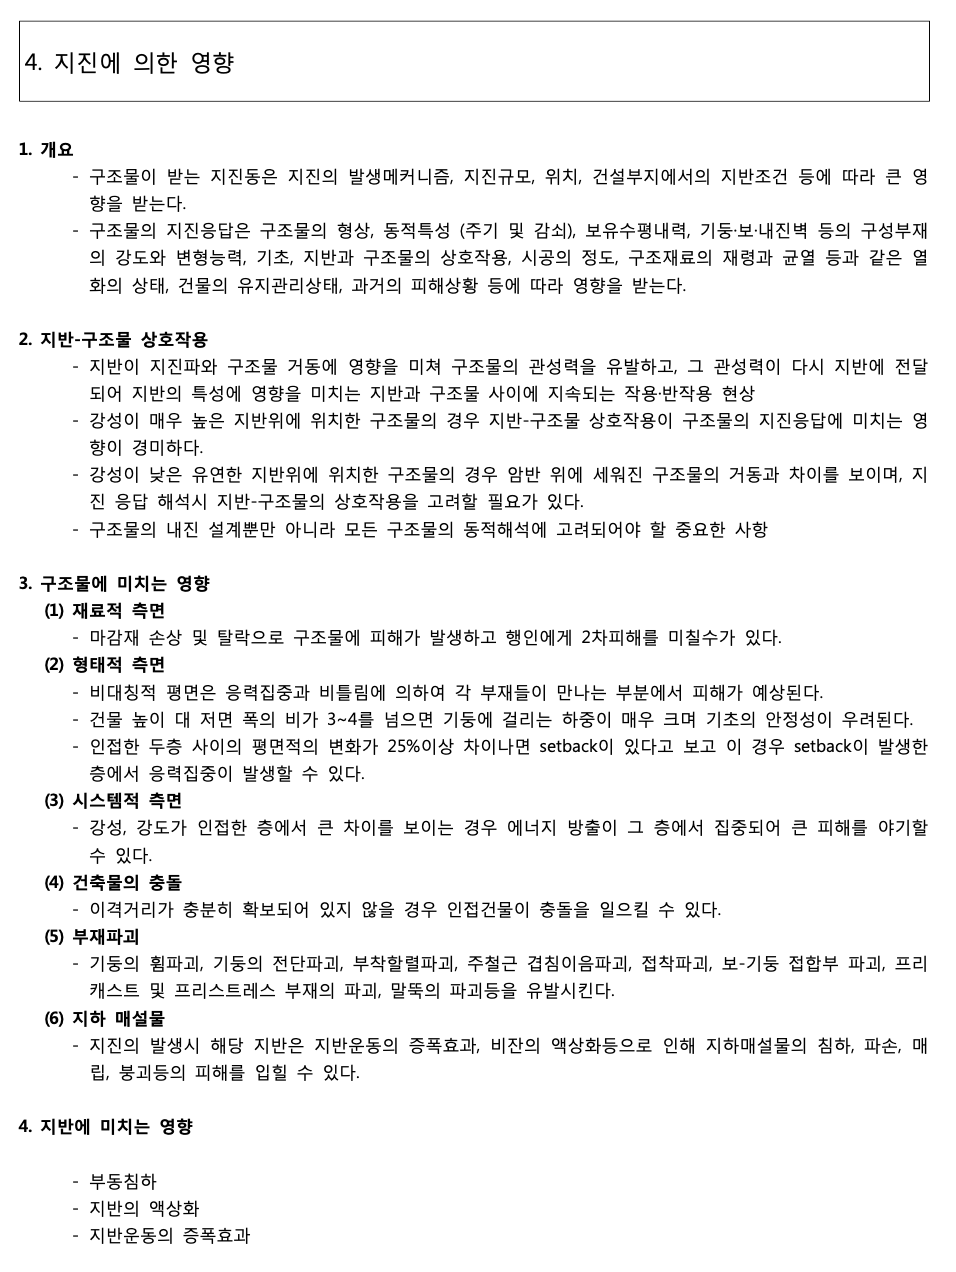 4. 지진에 의한 영향
1. 개요
- 구조물이 받는 지진동은 지진의 발생메커니즘, 지진규모, 위치, 건설부지에서의 지반조건 등에 따라 큰 영
향을 받는다.
- 구조물의 지진응답은 구조물의 형상, 동적특성 (주기 및 감쇠), 보유수평내력, 기둥·보·내진벽 등의 구성부재
의 강도와 변형능력, 기초, 지반과 구조물의 상호작용, 시공의 정도, 구조재료의 재령과 균열 등과 같은 열
화의 상태, 건물의 유지관리상태, 과거의 피해상황 등에 따라 영향을 받는다.
2. 지반-구조물 상호작용
- 지반이 지진파와 구조물 거동에 영향을 미쳐 구조물의 관성력을 유발하고, 그 관성력이 다시 지반에 전달
되어 지반의 특성에 영향을 미치는 지반과 구조물 사이에 지속되는 작용·반작용 현상
- 강성이 매우 높은 지반위에 위치한 구조물의 경우 지반-구조물 상호작용이 구조물의 지진응답에 미치는 영
향이 경미하다.
- 강성이 낮은 유연한 지반위에 위치한 구조물의 경우 암반 위에 세워진 구조물의 거동과 차이를 보이며, 지
진 응답 해석시 지반-구조물의 상호작용을 고려할 필요가 있다.
- 구조물의 내진 설계뿐만 아니라 모든 구조물의 동적해석에 고려되어야 할 중요한 사항
3. 구조물에 미치는 영향
(1) 재료적 측면
- 마감재 손상 및 탈락으로 구조물에 피해가 발생하고 행인에게 2차피해를 미칠수가 있다.
(2) 형태적 측면
- 비대칭적 평면은 응력집중과 비틀림에 의하여 각 부재들이 만나는 부분에서 피해가 예상된다.
- 건물 높이 대 저면 폭의 비가 3~4를 넘으면 기둥에 걸리는 하중이 매우 크며 기초의 안정성이 우려된다.
- 인접한 두층 사이의 평면적의 변화가 25%이상 차이나면 setback이 있다고 보고 이 경우 setback이 발생한
층에서 응력집중이 발생할 수 있다.
(3) 시스템적 측면
- 강성, 강도가 인접한 층에서 큰 차이를 보이는 경우 에너지 방출이 그 층에서 집중되어 큰 피해를 야기할
수 있다.
(4) 건축물의 충돌
- 이격거리가 충분히 확보되어 있지 않을 경우 인접건물이 충돌을 일으킬 수 있다.
(5) 부재파괴
- 기둥의 휨파괴, 기둥의 전단파괴, 부착할렬파괴, 주철근 겹침이음파괴, 접착파괴, 보-기둥 접합부 파괴, 프리
캐스트 및 프리스트레스 부재의 파괴, 말뚝의 파괴등을 유발시킨다.
(6) 지하 매설물
- 지진의 발생시 해당 지반은 지반운동의 증폭효과, 비잔의 액상화등으로 인해 지하매설물의 침하, 파손, 매
립, 붕괴등의 피해를 입힐 수 있다.
4. 지반에 미치는 영향
- 부동침하
- 지반의 액상화
- 지반운동의 증폭효과